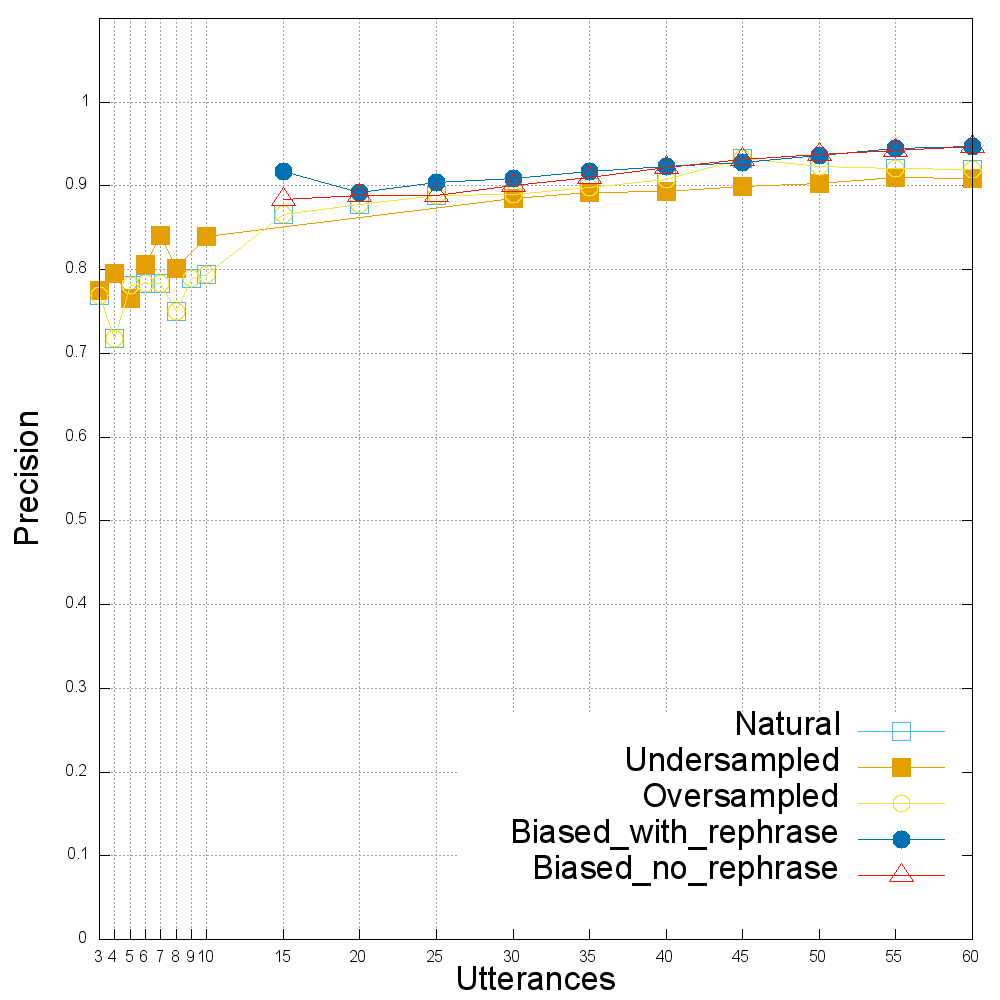 1
0.9
0.8
0.7
0.6
0.5
0.4
0.3
0.2
0.1
0
Precision
Natural
Undersampled
Oversampled
Biased_with_rephrase
Biased_no_rephrase
3 4 5 6 7 8 9 10 15 20 25 30 35 40 45 50 55 60
Utterances